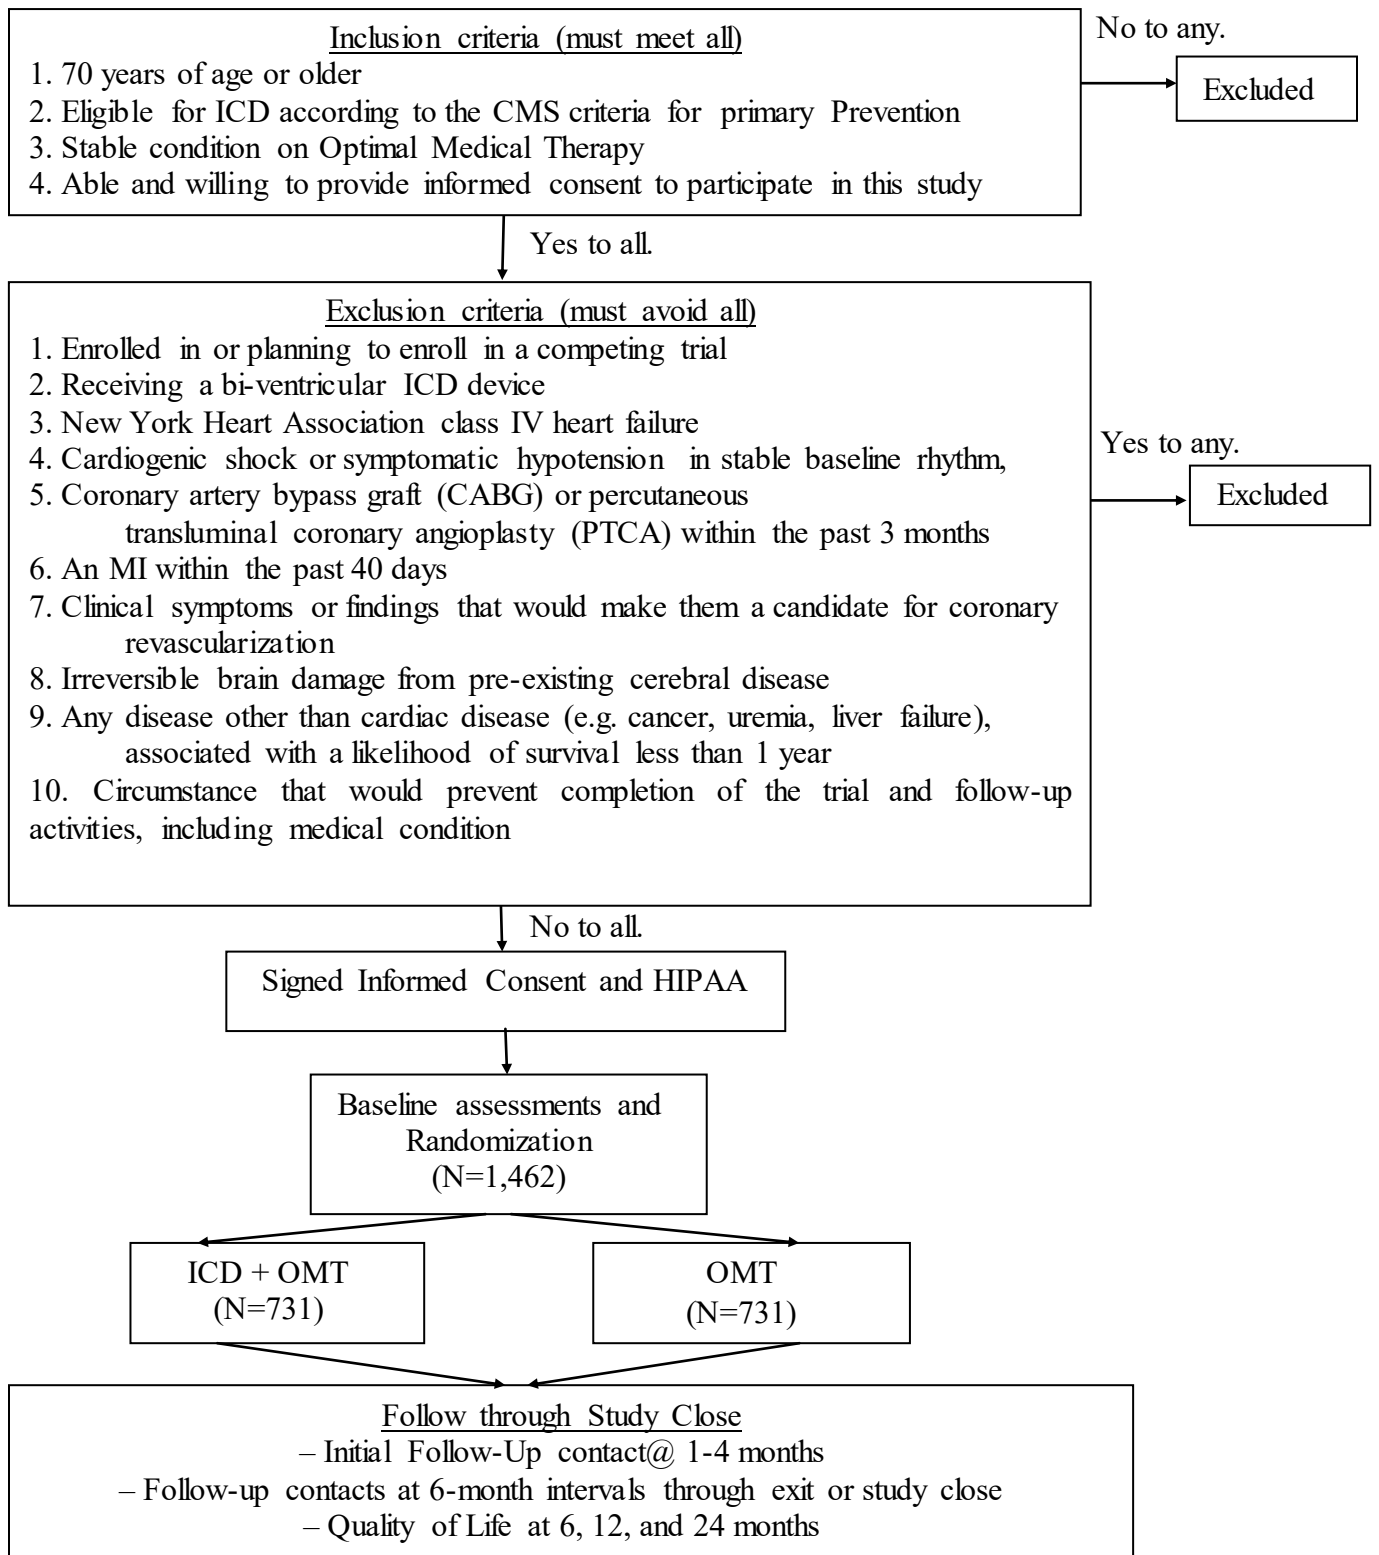 Inclusion criteria (must meet all)
1. 70 years of age or older
2. Eligible for ICD according to the CMS criteria for primary Prevention
3. Stable condition on Optimal Medical Therapy
4. Able and willing to provide informed consent to participate in this study
No to any.
Excluded
Yes to all.
Exclusion criteria (must avoid all)
1. Enrolled in or planning to enroll in a competing trial
2. Receiving a bi-ventricular ICD device
3. New York Heart Association class IV heart failure
4. Cardiogenic shock or symptomatic hypotension in stable baseline rhythm,
5. Coronary artery bypass graft (CABG) or percutaneous
transluminal coronary angioplasty (PTCA) within the past 3 months
6. An MI within the past 40 days
7. Clinical symptoms or findings that would make them a candidate for coronary
revascularization
8. Irreversible brain damage from pre-existing cerebral disease
9. Any disease other than cardiac disease (e.g. cancer, uremia, liver failure),
associated with a likelihood of survival less than 1 year
10. Circumstance that would prevent completion of the trial and follow-up
activities, including medical condition
Yes to any.
Excluded
No to all.
Signed Informed Consent and HIPAA
Baseline assessments and
Randomization
(N=1,462)
ICD + OMT
(N=731)
OMT
(N=731)
Follow through Study Close
– Initial Follow-Up contact@ 1-4 months
– Follow-up contacts at 6-month intervals through exit or study close
– Quality of Life at 6, 12, and 24 months